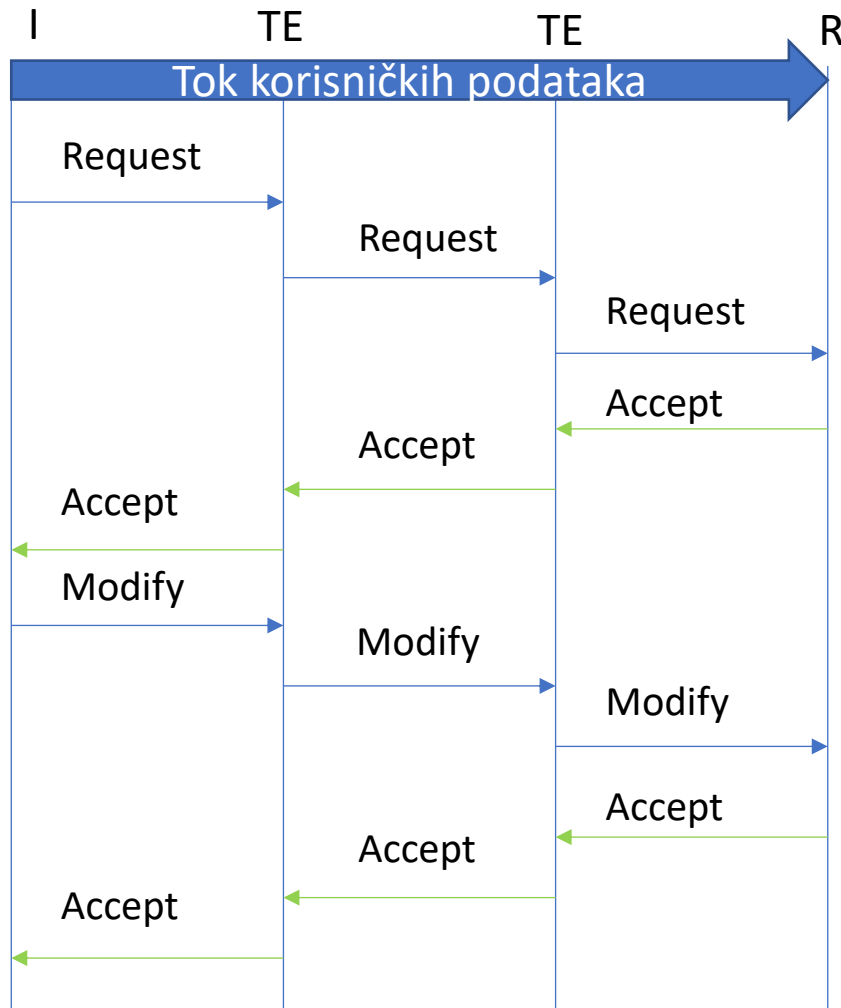 I TE TE R
Tok korisničkih podataka
Request
Request
Request
Accept
Accept
Accept
Modify
Modify
Modify
Accept
Accept
Accept